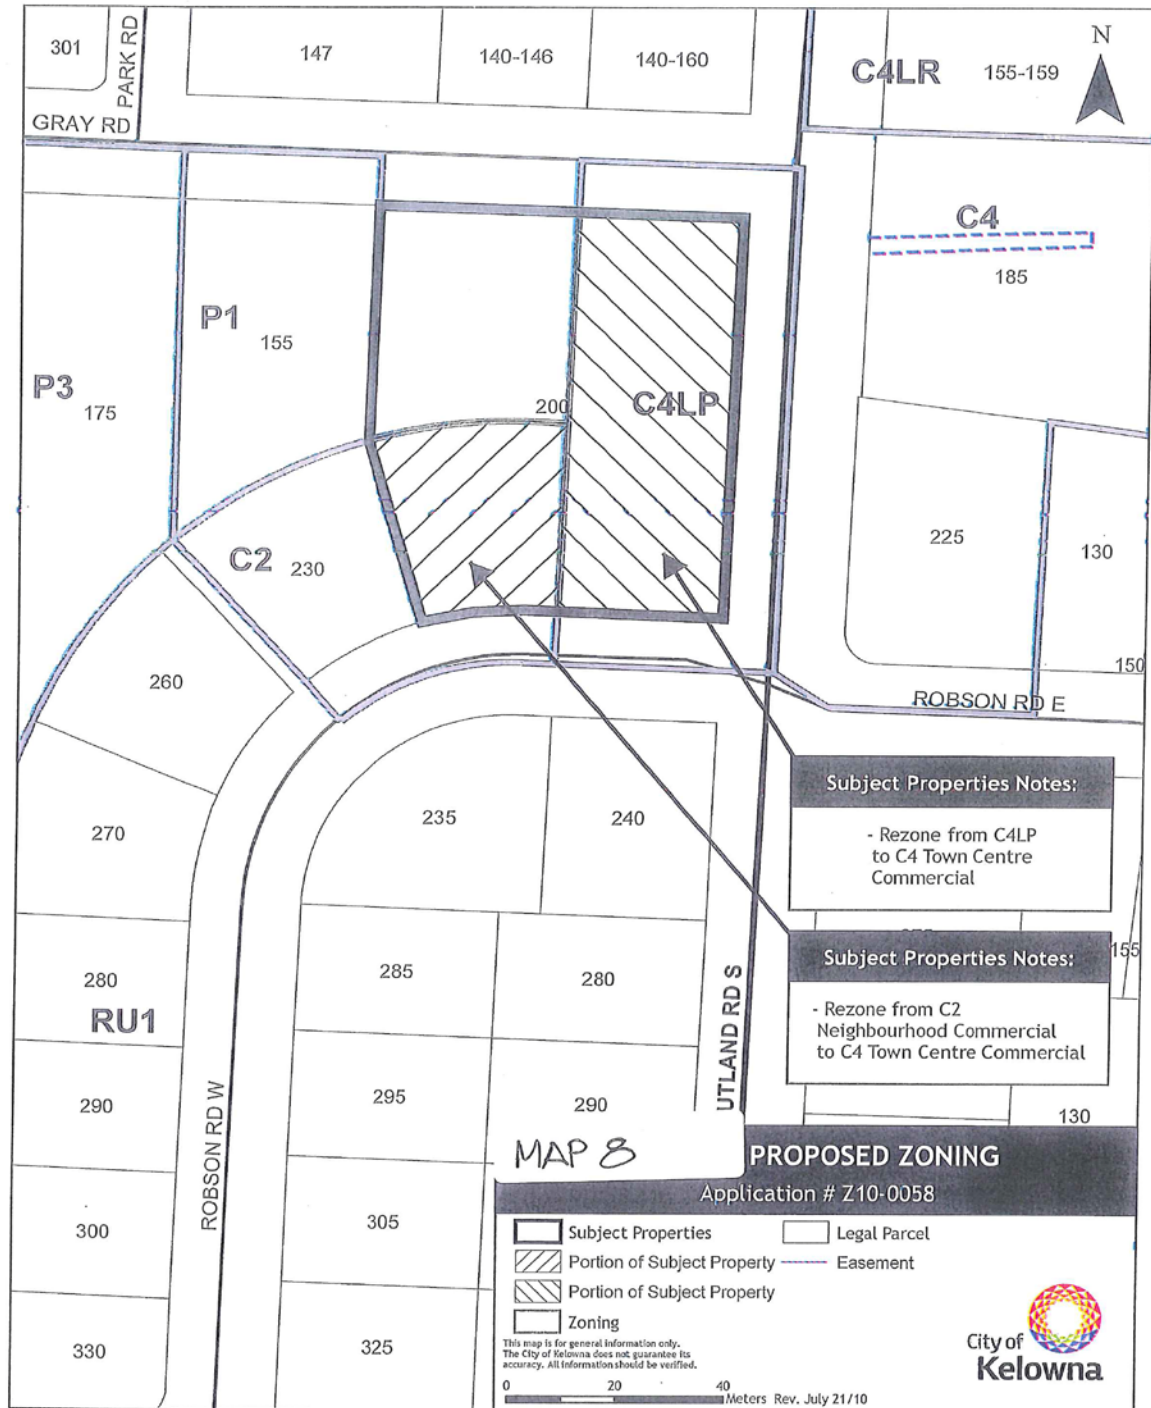 301
PARK RD
147
140-146
140-160
C4LR
155-159
N
GRAY RD
C4
185
P1
155
P3
175
200
C4LP
C2
230
225
130
150
260
ROBSON RD E
270
235
240
Subject Properties Notes:
- Rezone from C4LP
to C4 Town Centre
Commercial
155
280
RU1
285
280
Subject Properties Notes:
- Rezone from C2
Neighbourhood Commercial
to C4 Town Centre Commercial
UTLAND RD S
290
ROBSON RD W
295
290
130
MAP 8
PROPOSED ZONING
Application # Z10-0058
300
305
330
325
Subject Properties
Legal Parcel
Portion of Subject Property
Easement
Portion of Subject Property
Zoning
This map is for general information only.
The City of Kelowna does not guarantee its
accuracy. All information should be verified.
0 20 40
Meters Rev. July 21/10
City of
Kelowna